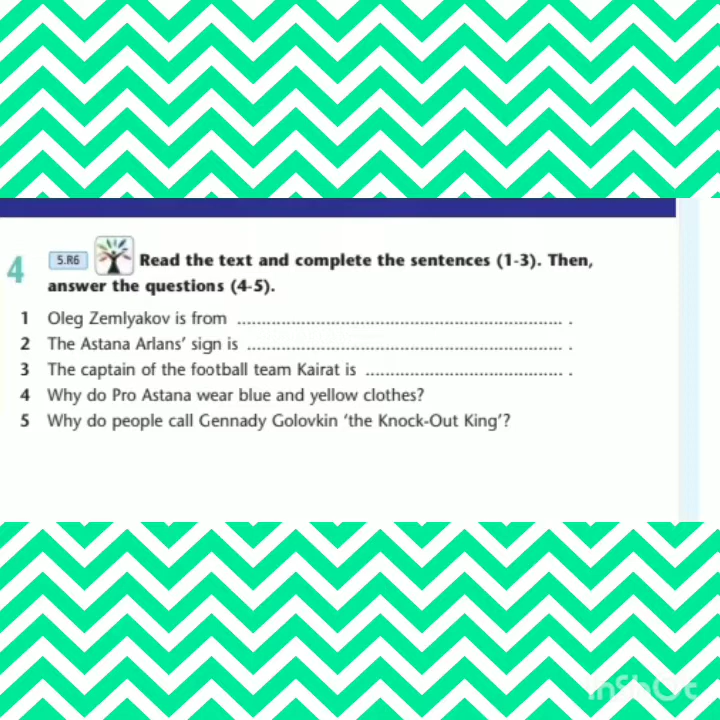 4 5.R6 Read the text and complete the sentences (1-3). Then,
answer the questions (4-5).
1 Oleg Zemlyakov is from .................................................................. .
2 The Astana Arlans' sign is ................................................................ .
3 The captain of the football team Kairat is ........................................ .
4 Why do Pro Astana wear blue and yellow clothes?
5 Why do people call Gennady Golovkin 'the Knock-Out King'?
InShOt